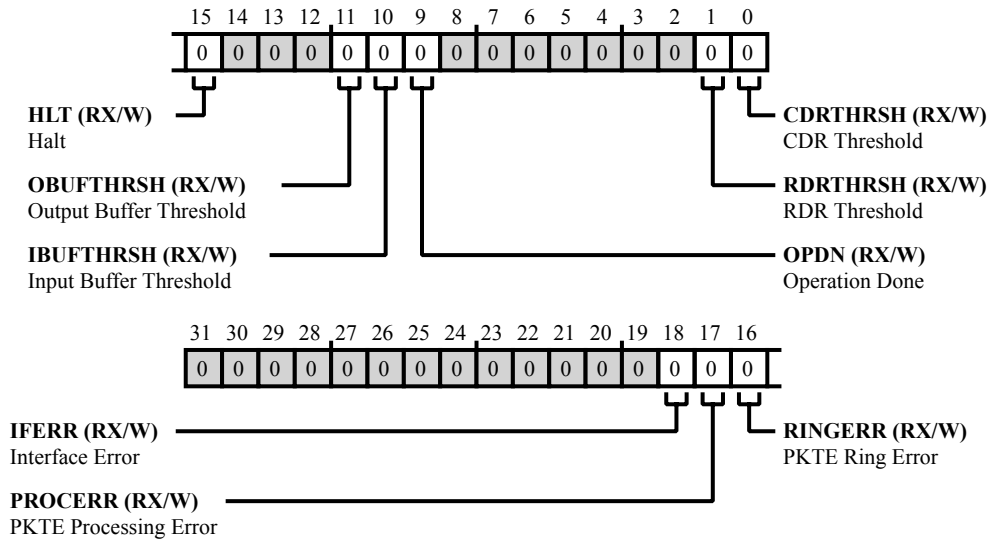 15 14 13 12 11 10 9 8 7 6 5 4 3 2 1 0
0 0 0 0 0 0 0 0 0 0 0 0 0 0 0 0
HLT (RX/W)
Halt
OBUFTHRSH (RX/W)
Output Buffer Threshold
IBUFTHRSH (RX/W)
Input Buffer Threshold
CDRTHRSH (RX/W)
CDR Threshold
RDRTHRSH (RX/W)
RDR Threshold
OPDN (RX/W)
Operation Done
31 30 29 28 27 26 25 24 23 22 21 20 19 18 17 16
0 0 0 0 0 0 0 0 0 0 0 0 0 0 0 0
IFERR (RX/W)
Interface Error
PROCERR (RX/W)
PKTE Processing Error
RINGERR (RX/W)
PKTE Ring Error